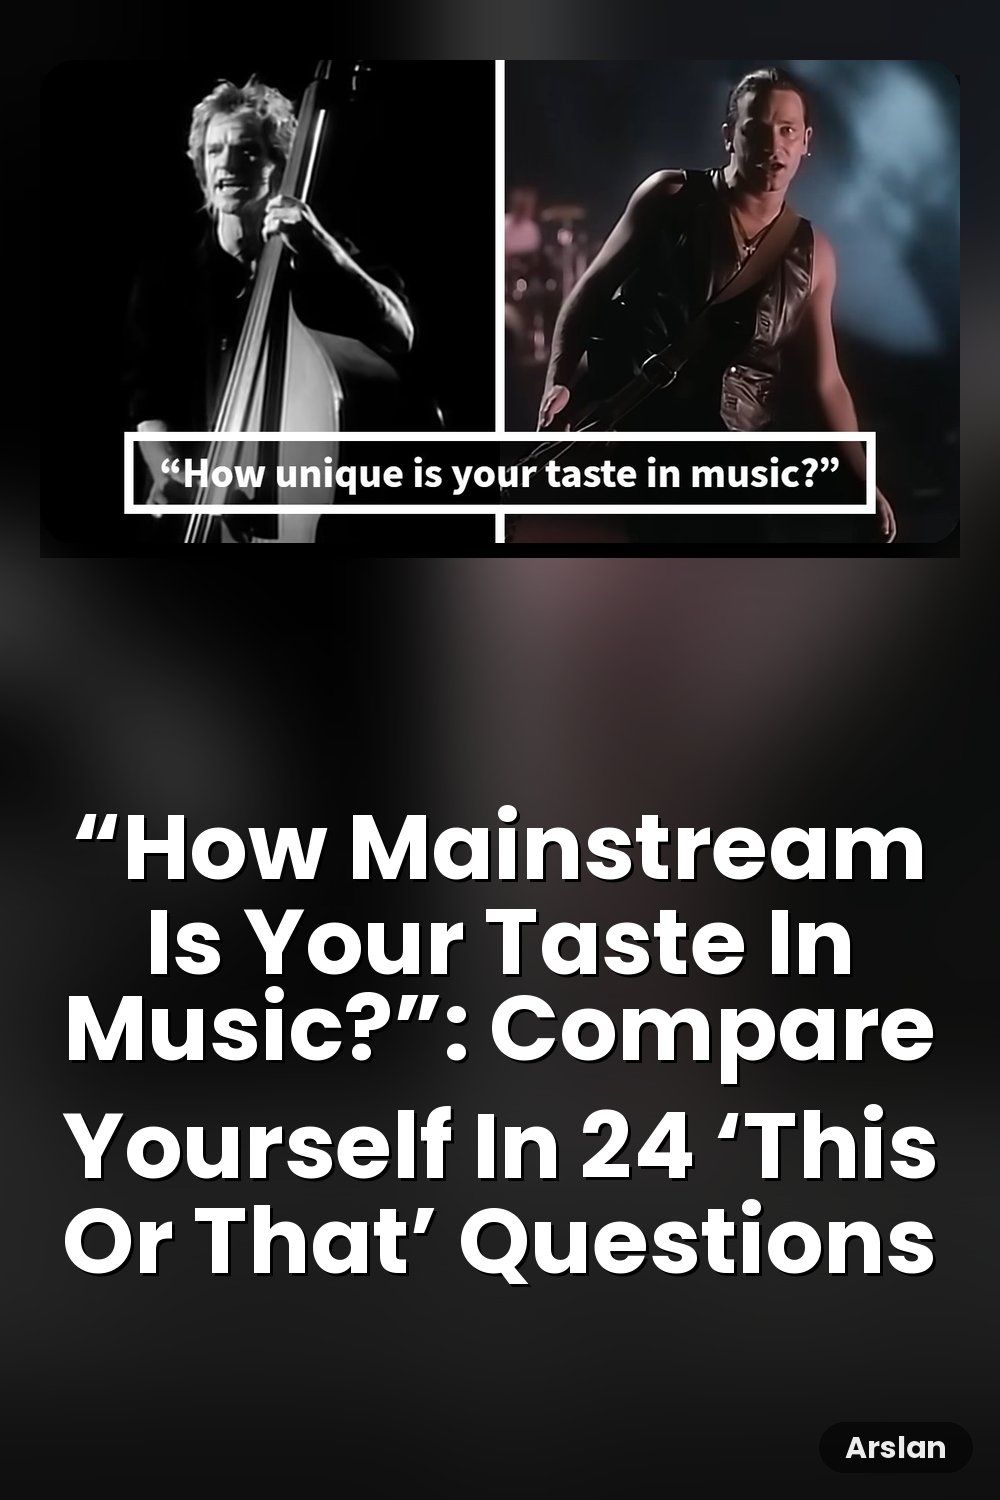 “How unique is your taste in music?”
“How Mainstream
Is Your Taste In
Music?”: Compare
Yourself In 24 ‘This
Or That’ Questions
Arslan